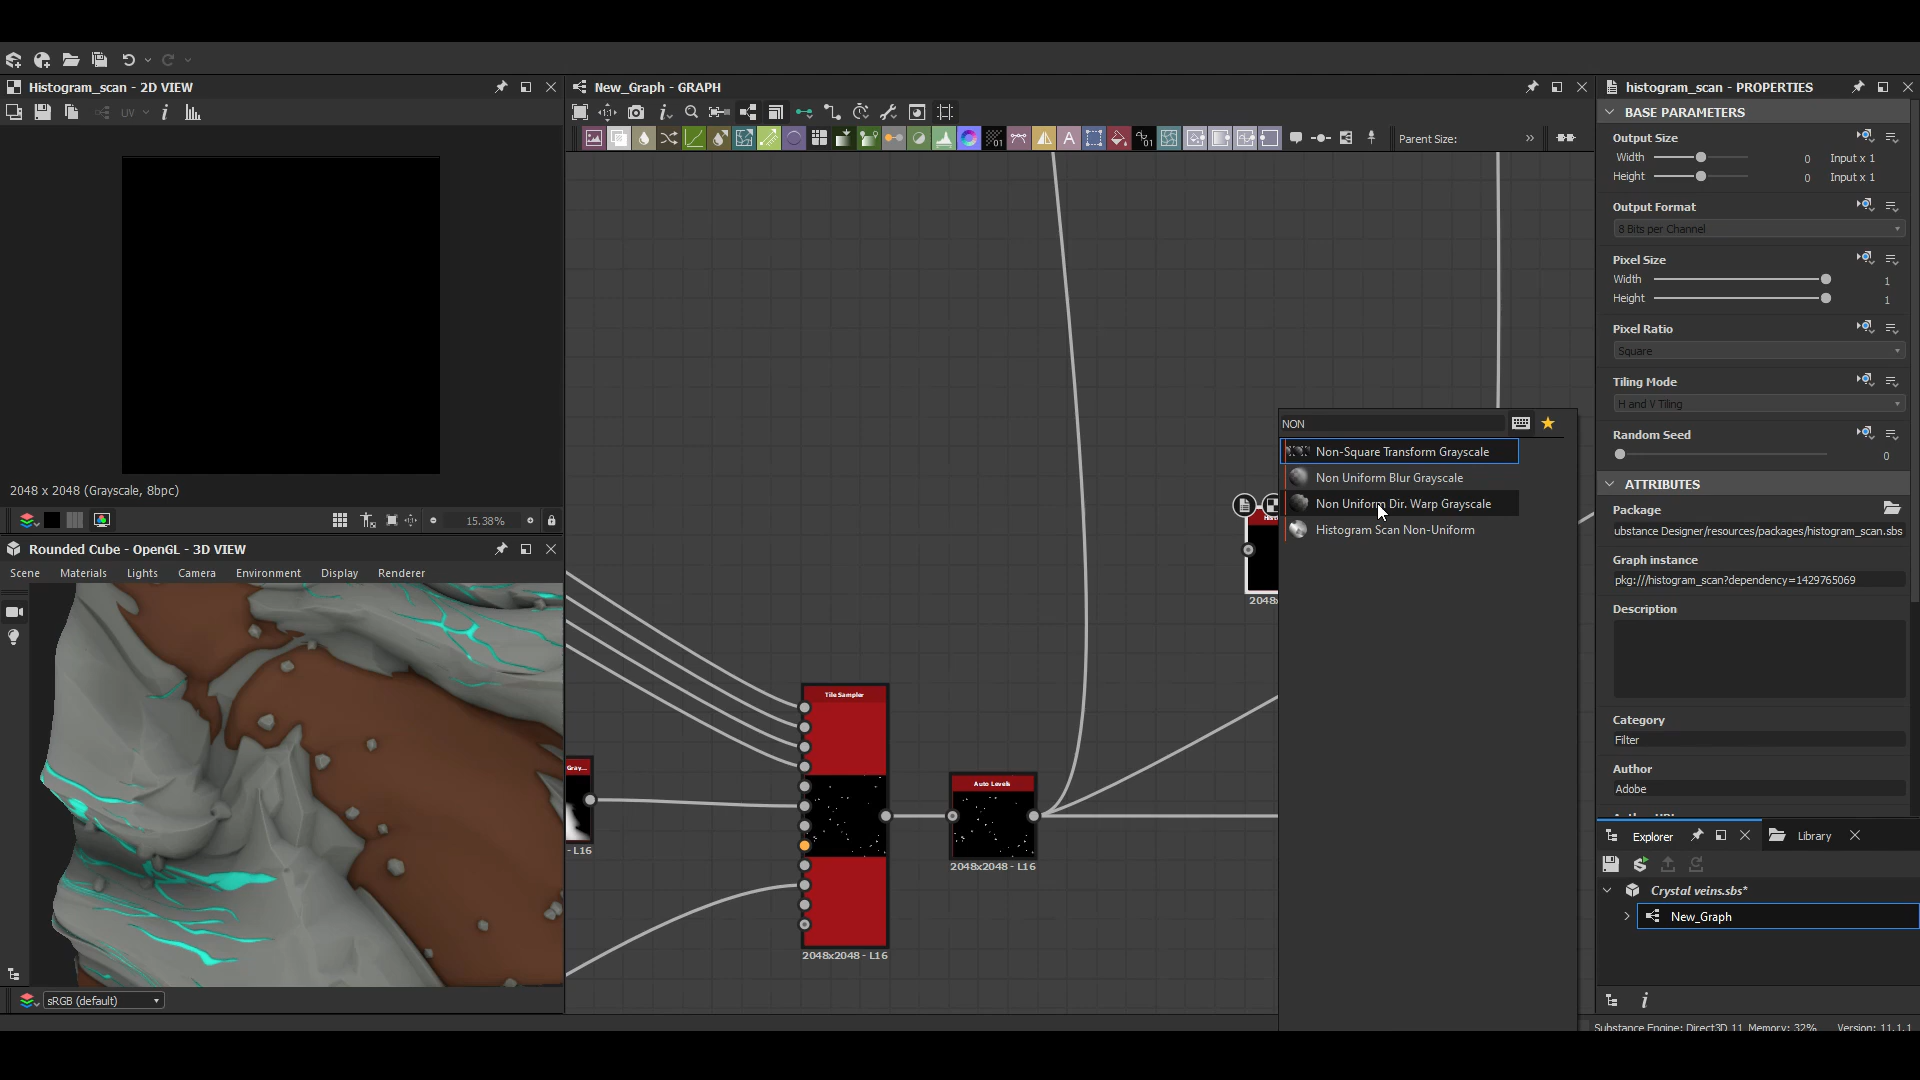 Histogram_scan - 2D VIEW
UV
2048 x 2048 (Grayscale, 8bpc)
15.38%
Rounded Cube - OpenGL - 3D VIEW
Scene Materials Lights Camera Environment Display Renderer
sRGB (default)
New_Graph - GRAPH
Parent Size:
»
NON
Non-Square Transform Grayscale
Non Uniform Blur Grayscale
Non Uniform Dir. Warp Grayscale
Histogram Scan Non-Uniform
Tile Sampler
2048x2048 - L16
Auto Levels
2048x2048 - L16
Gray...
- L16
histogram_scan - PROPERTIES
BASE PARAMETERS
Output Size
Width 0 Input x 1
Height 0 Input x 1
Output Format
8 Bits per Channel
Pixel Size
Width 1
Height 1
Pixel Ratio
Square
Tiling Mode
H and V Tiling
Random Seed
0
ATTRIBUTES
Package
ubstance Designer/resources/packages/histogram_scan.sbs
Graph instance
pkg:///histogram_scan?dependency=1429765069
Description
Category
Filter
Author
Adobe
Explorer
Library
Crystal veins.sbs*
New_Graph
Substance Engine: Direct3D 11 Memory: 32% Version: 11.1.1